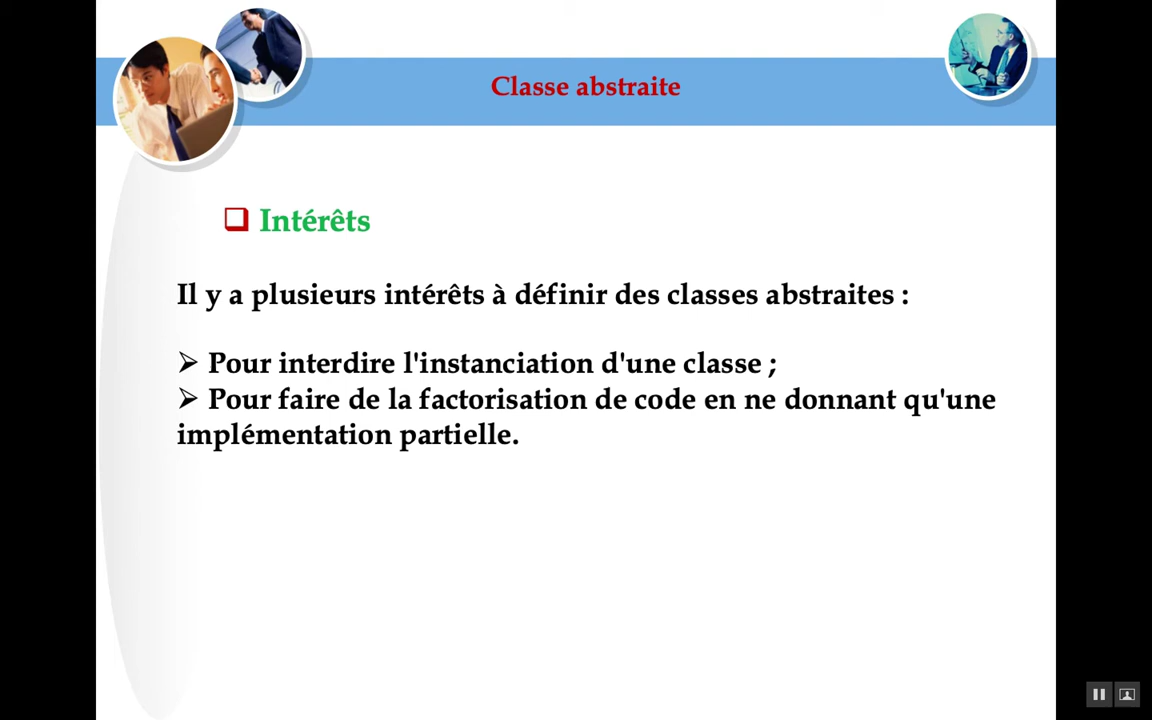 Classe abstraite
❑ Intérêts
Il y a plusieurs intérêts à définir des classes abstraites :
➢ Pour interdire l'instanciation d'une classe ;
➢ Pour faire de la factorisation de code en ne donnant qu'une
implémentation partielle.